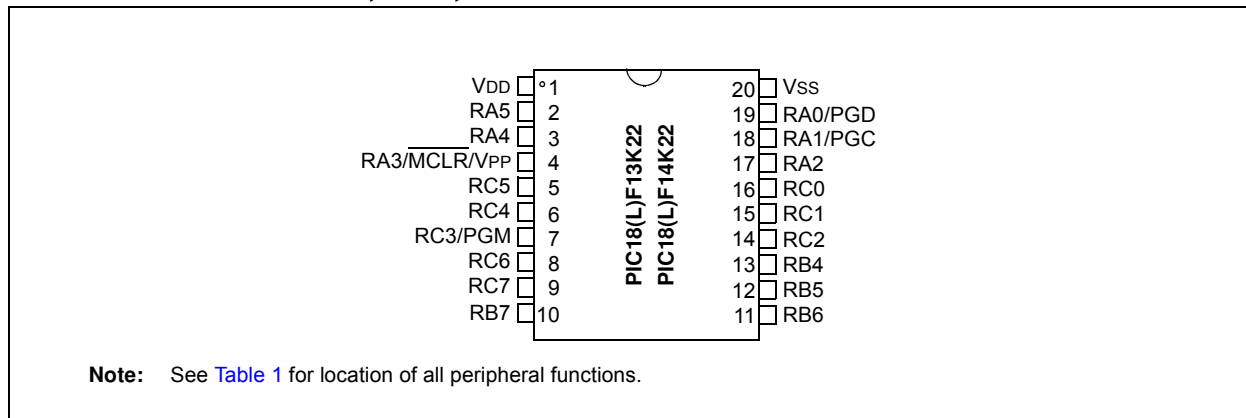 VDD 1 20 VSS
RA5 2 19 RA0/PGD
RA4 3 18 RA1/PGC
RA3/MCLR/VPP 4 17 RA2
RC5 5 16 RC0
RC4 6 15 RC1
RC3/PGM 7 14 RC2
RC6 8 13 RB4
RC7 9 12 RB5
RB7 10 11 RB6
PIC18(L)F13K22
PIC18(L)F14K22
Note: See Table 1 for location of all peripheral functions.